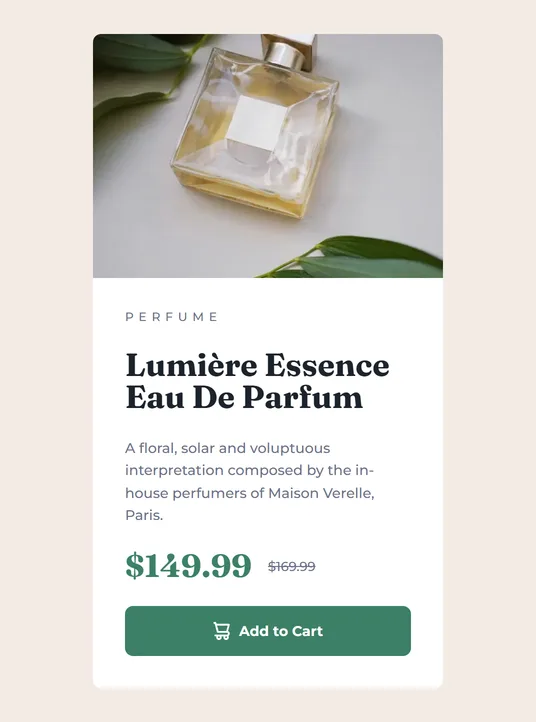 PERFUME
Lumière Essence
Eau De Parfum
A floral, solar and voluptuous
interpretation composed by the in-
house perfumers of Maison Verelle,
Paris.
$149.99 $169.99
Add to Cart